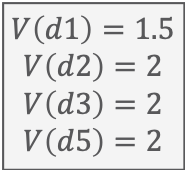 V(d1) = 1.5
V(d2) = 2
V(d3) = 2
V(d5) = 2